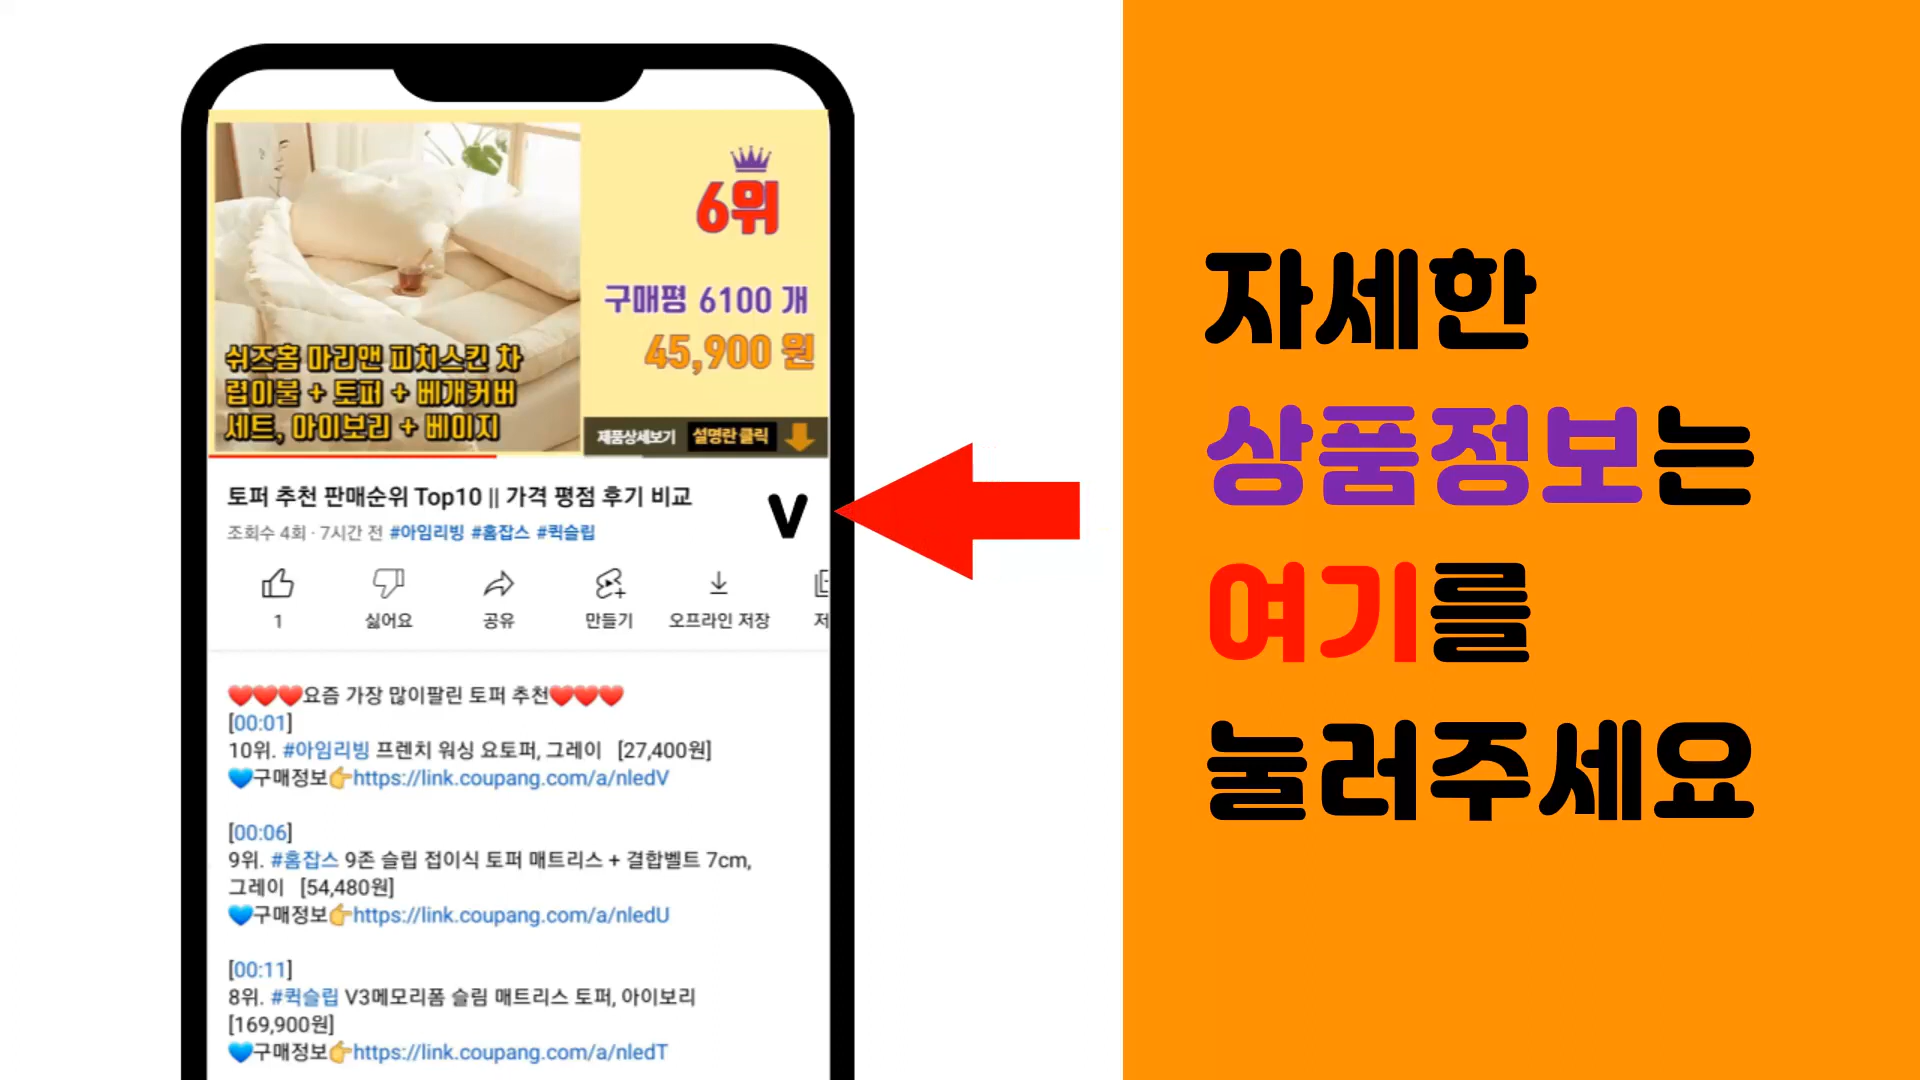 6위
구매평 6100 개
45,900 원
쉬즈홈 마리앤 피치스킨 차
렵이불 + 토퍼 + 베개커버
세트, 아이보리 + 베이지
제품상세보기 설명란 클릭
토퍼 추천 판매순위 Top10 || 가격 평점 후기 비교
V
조회수 4회 · 7시간 전 #아임리빙 #홈잡스 #퀵슬립
1 싫어요 공유 만들기 오프라인 저장 저
❤️❤️❤️요즘 가장 많이팔린 토퍼 추천❤️❤️❤️
[00:01]
10위. #아임리빙 프렌치 워싱 요토퍼, 그레이 [27,400원]
💙구매정보👉https://link.coupang.com/a/nledV
[00:06]
9위. #홈잡스 9존 슬립 접이식 토퍼 매트리스 + 결합벨트 7cm,
그레이 [54,480원]
💙구매정보👉https://link.coupang.com/a/nledU
[00:11]
8위. #퀵슬립 V3메모리폼 슬림 매트리스 토퍼, 아이보리
[169,900원]
💙구매정보👉https://link.coupang.com/a/nledT
자세한
상품정보는
여기를
눌러주세요